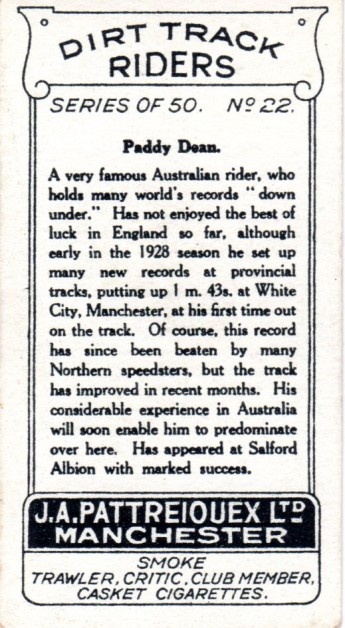 DIRT TRACK
RIDERS
SERIES OF 50. No 22.
Paddy Dean.
A very famous Australian rider, who
holds many world's records "down
under." Has not enjoyed the best of
luck in England so far, although
early in the 1928 season he set up
many new records at provincial
tracks, putting up 1 m. 43s. at White
City, Manchester, at his first time out
on the track. Of course, this record
has since been beaten by many
Northern speedsters, but the track
has improved in recent months. His
considerable experience in Australia
will soon enable him to predominate
over here. Has appeared at Salford
Albion with marked success.
J.A.PATTREIOUEX LTD
MANCHESTER
SMOKE
TRAWLER, CRITIC, CLUB MEMBER,
CASKET CIGARETTES.